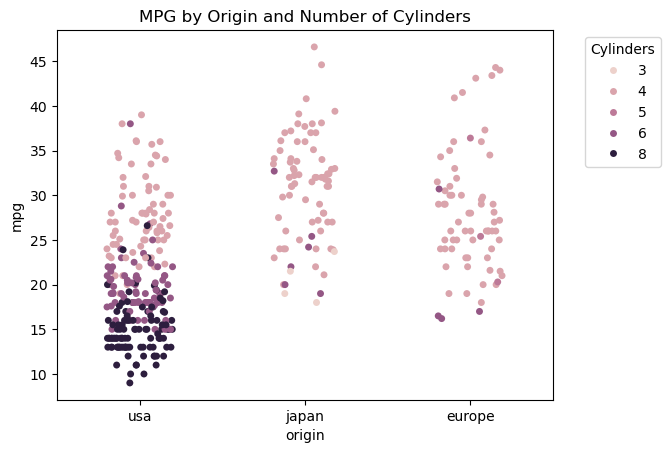 MPG by Origin and Number of Cylinders
Cylinders
3
4
5
6
8
45
40
35
30
25
20
15
10
mpg
usa japan europe
origin